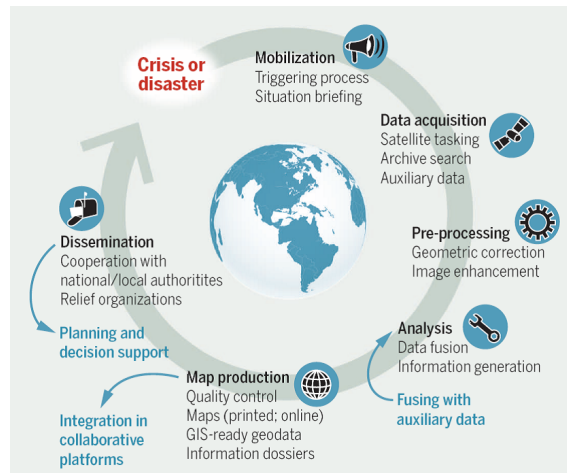 Crisis or
disaster
Mobilization
Triggering process
Situation briefing
Data acquisition
Satellite tasking
Archive search
Auxiliary data
Pre-processing
Geometric correction
Image enhancement
Analysis
Data fusion
Information generation
Fusing with
auxiliary data
Map production
Quality control
Maps (printed; online)
GIS-ready geodata
Information dossiers
Integration in
collaborative
platforms
Dissemination
Cooperation with
national/local authoritites
Relief organizations
Planning and
decision support